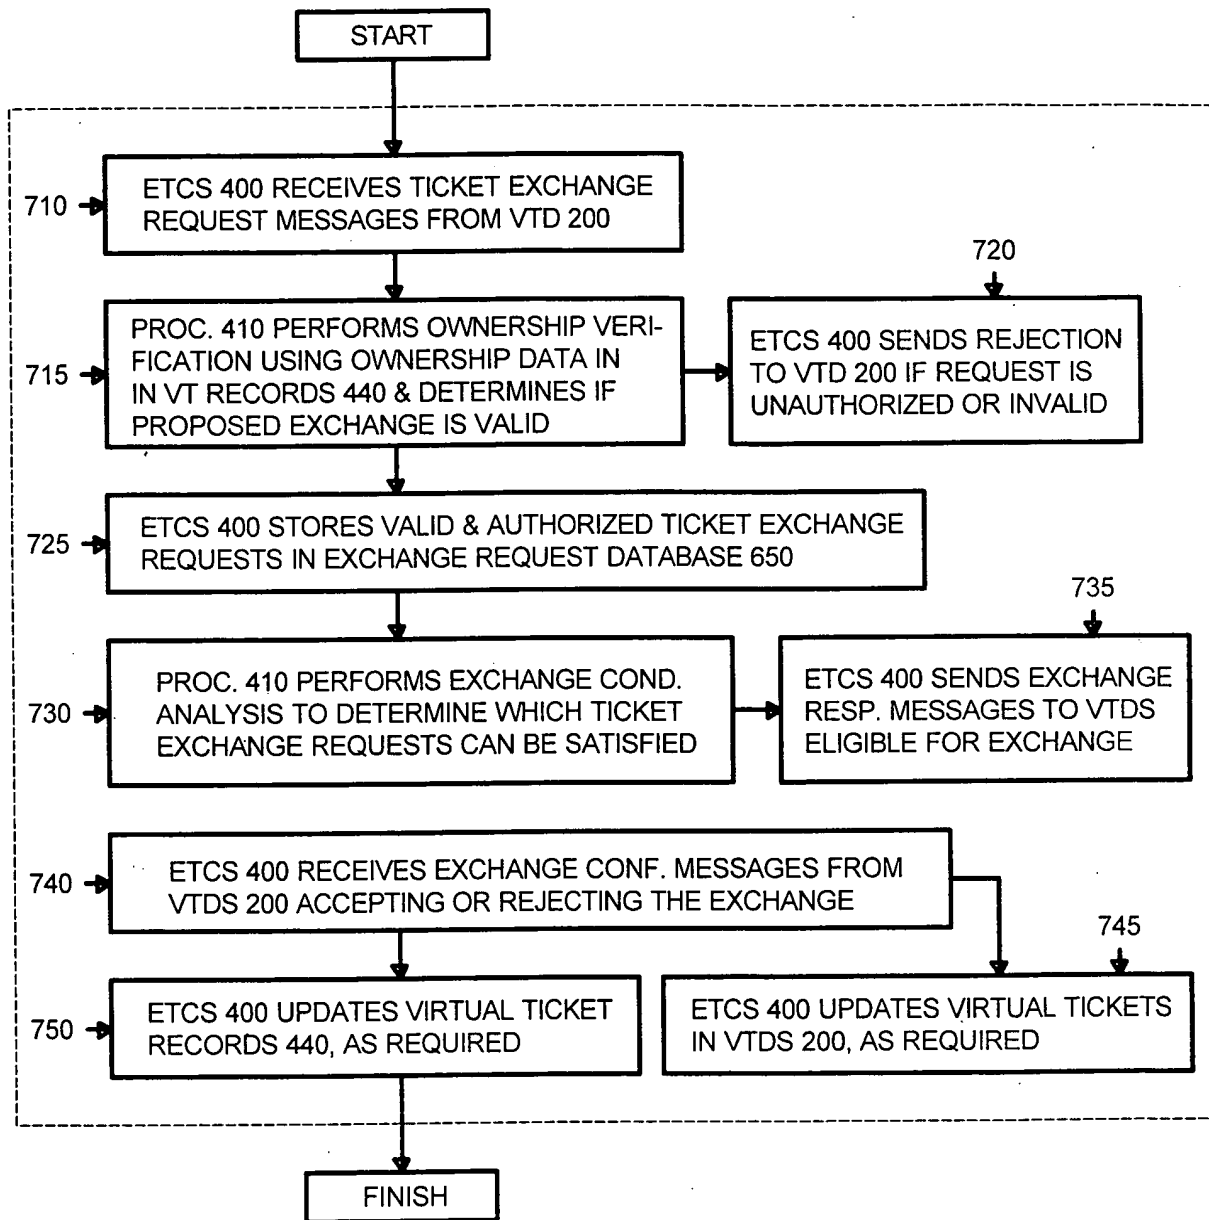 START
710
ETCS 400 RECEIVES TICKET EXCHANGE
REQUEST MESSAGES FROM VTD 200
720
715
PROC. 410 PERFORMS OWNERSHIP VERI-
FICATION USING OWNERSHIP DATA IN
IN VT RECORDS 440 & DETERMINES IF
PROPOSED EXCHANGE IS VALID
ETCS 400 SENDS REJECTION
TO VTD 200 IF REQUEST IS
UNAUTHORIZED OR INVALID
725
ETCS 400 STORES VALID & AUTHORIZED TICKET EXCHANGE
REQUESTS IN EXCHANGE REQUEST DATABASE 650
735
730
PROC. 410 PERFORMS EXCHANGE COND.
ANALYSIS TO DETERMINE WHICH TICKET
EXCHANGE REQUESTS CAN BE SATISFIED
ETCS 400 SENDS EXCHANGE
RESP. MESSAGES TO VTDS
ELIGIBLE FOR EXCHANGE
740
ETCS 400 RECEIVES EXCHANGE CONF. MESSAGES FROM
VTDS 200 ACCEPTING OR REJECTING THE EXCHANGE
745
750
ETCS 400 UPDATES VIRTUAL TICKET
RECORDS 440, AS REQUIRED
ETCS 400 UPDATES VIRTUAL TICKETS
IN VTDS 200, AS REQUIRED
FINISH